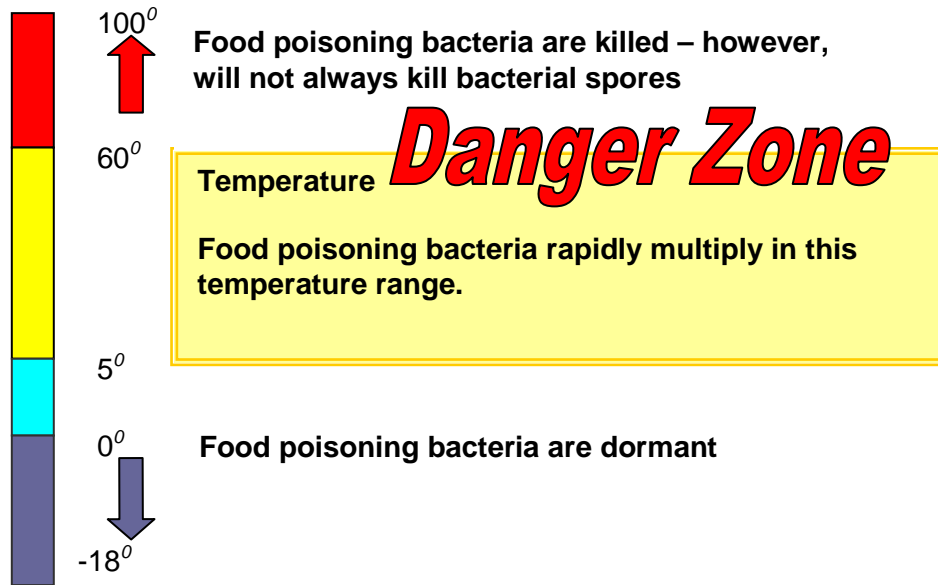 100⁰
Food poisoning bacteria are killed – however,
will not always kill bacterial spores
60⁰
Danger Zone
Temperature
Food poisoning bacteria rapidly multiply in this
temperature range.
5⁰
0⁰
Food poisoning bacteria are dormant
-18⁰